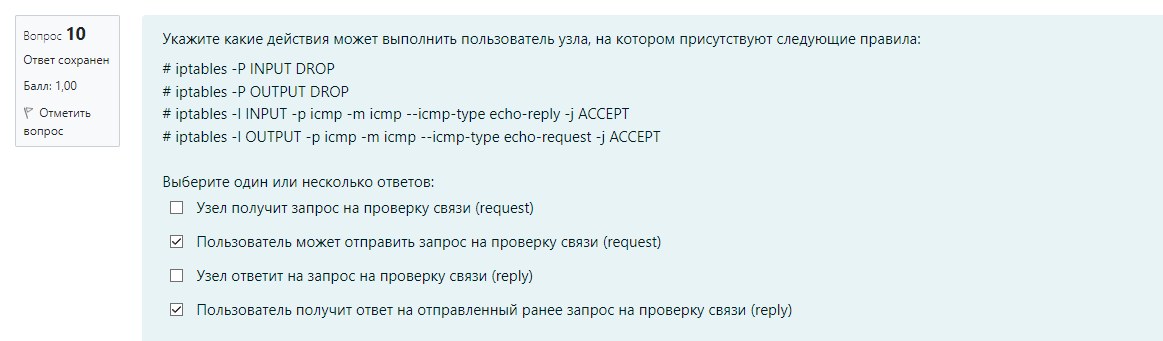 Вопрос 10
Ответ сохранен
Балл: 1,00
Отметить
вопрос
Укажите какие действия может выполнить пользователь узла, на котором присутствуют следующие правила:
# iptables -P INPUT DROP
# iptables -P OUTPUT DROP
# iptables -I INPUT -p icmp -m icmp --icmp-type echo-reply -j ACCEPT
# iptables -I OUTPUT -p icmp -m icmp --icmp-type echo-request -j ACCEPT
Выберите один или несколько ответов:
Узел получит запрос на проверку связи (request)
Пользователь может отправить запрос на проверку связи (request)
Узел ответит на запрос на проверку связи (reply)
Пользователь получит ответ на отправленный ранее запрос на проверку связи (reply)